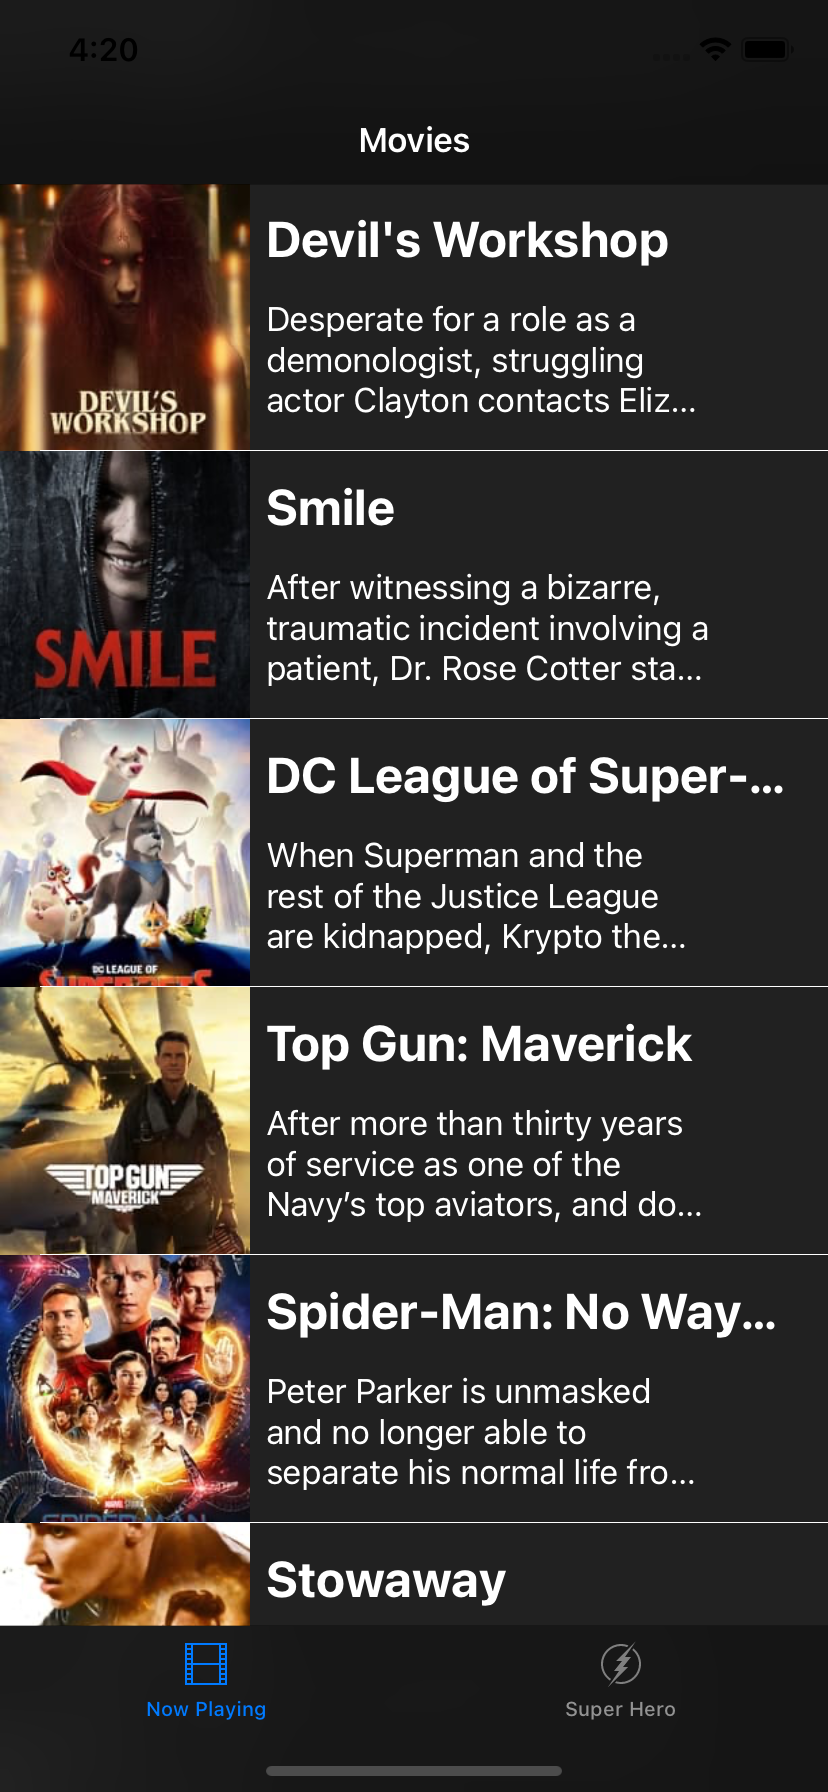 4:20
Movies
DEVIL'S
WORKSHOP
Devil's Workshop
Desperate for a role as a
demonologist, struggling
actor Clayton contacts Eliz...
SMILE
Smile
After witnessing a bizarre,
traumatic incident involving a
patient, Dr. Rose Cotter sta...
DC LEAGUE OF
DC League of Super-...
When Superman and the
rest of the Justice League
are kidnapped, Krypto the...
TOP GUN
MAVERICK
Top Gun: Maverick
After more than thirty years
of service as one of the
Navy’s top aviators, and do...
MARVEL STUDIOS
SPIDER-MAN
Spider-Man: No Way...
Peter Parker is unmasked
and no longer able to
separate his normal life fro...
Stowaway
Now Playing
Super Hero